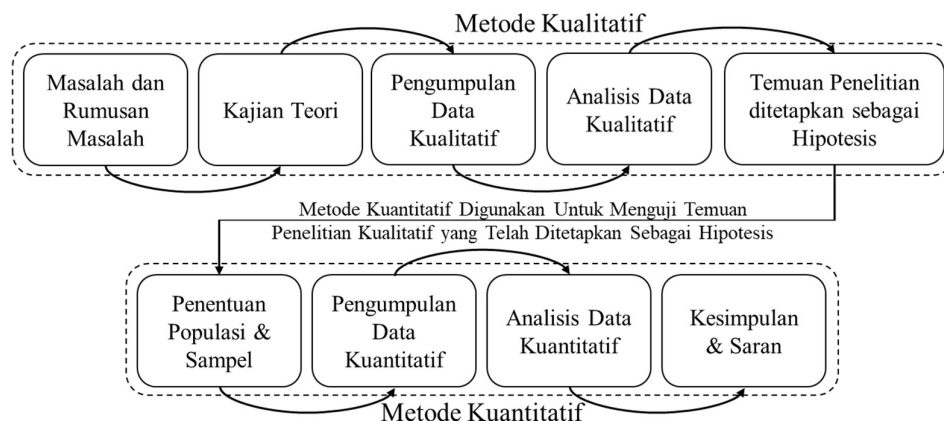 Metode Kualitatif
Masalah dan
Rumusan
Masalah
Kajian Teori
Pengumpulan
Data
Kualitatif
Analisis Data
Kualitatif
Temuan Penelitian
ditetapkan sebagai
Hipotesis
Metode Kuantitatif Digunakan Untuk Menguji Temuan
Penelitian Kualitatif yang Telah Ditetapkan Sebagai Hipotesis
Penentuan
Populasi &
Sampel
Pengumpulan
Data
Kuantitatif
Analisis Data
Kuantitatif
Kesimpulan
& Saran
Metode Kuantitatif